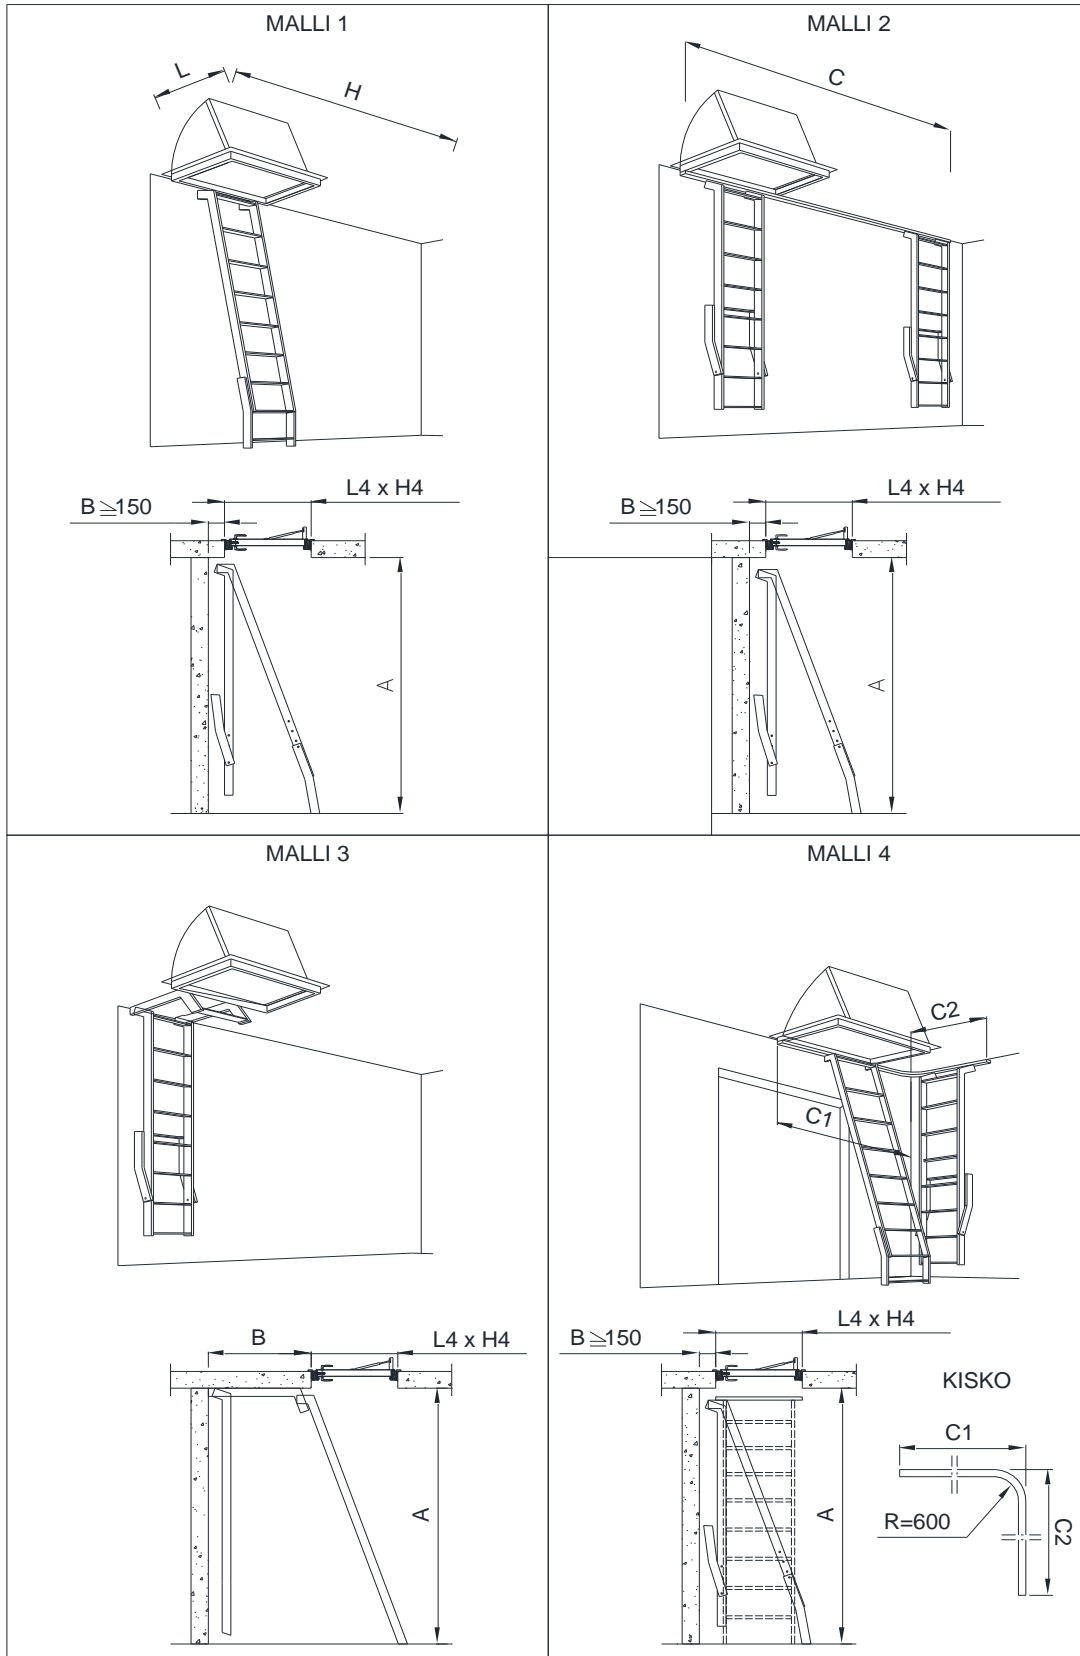 MALLI 1
L
H
B ≥150
L4 x H4
A
MALLI 2
C
B ≥150
L4 x H4
A
MALLI 3
B
L4 x H4
A
MALLI 4
C2
C1
B ≥150
L4 x H4
A
KISKO
C1
R=600
C2